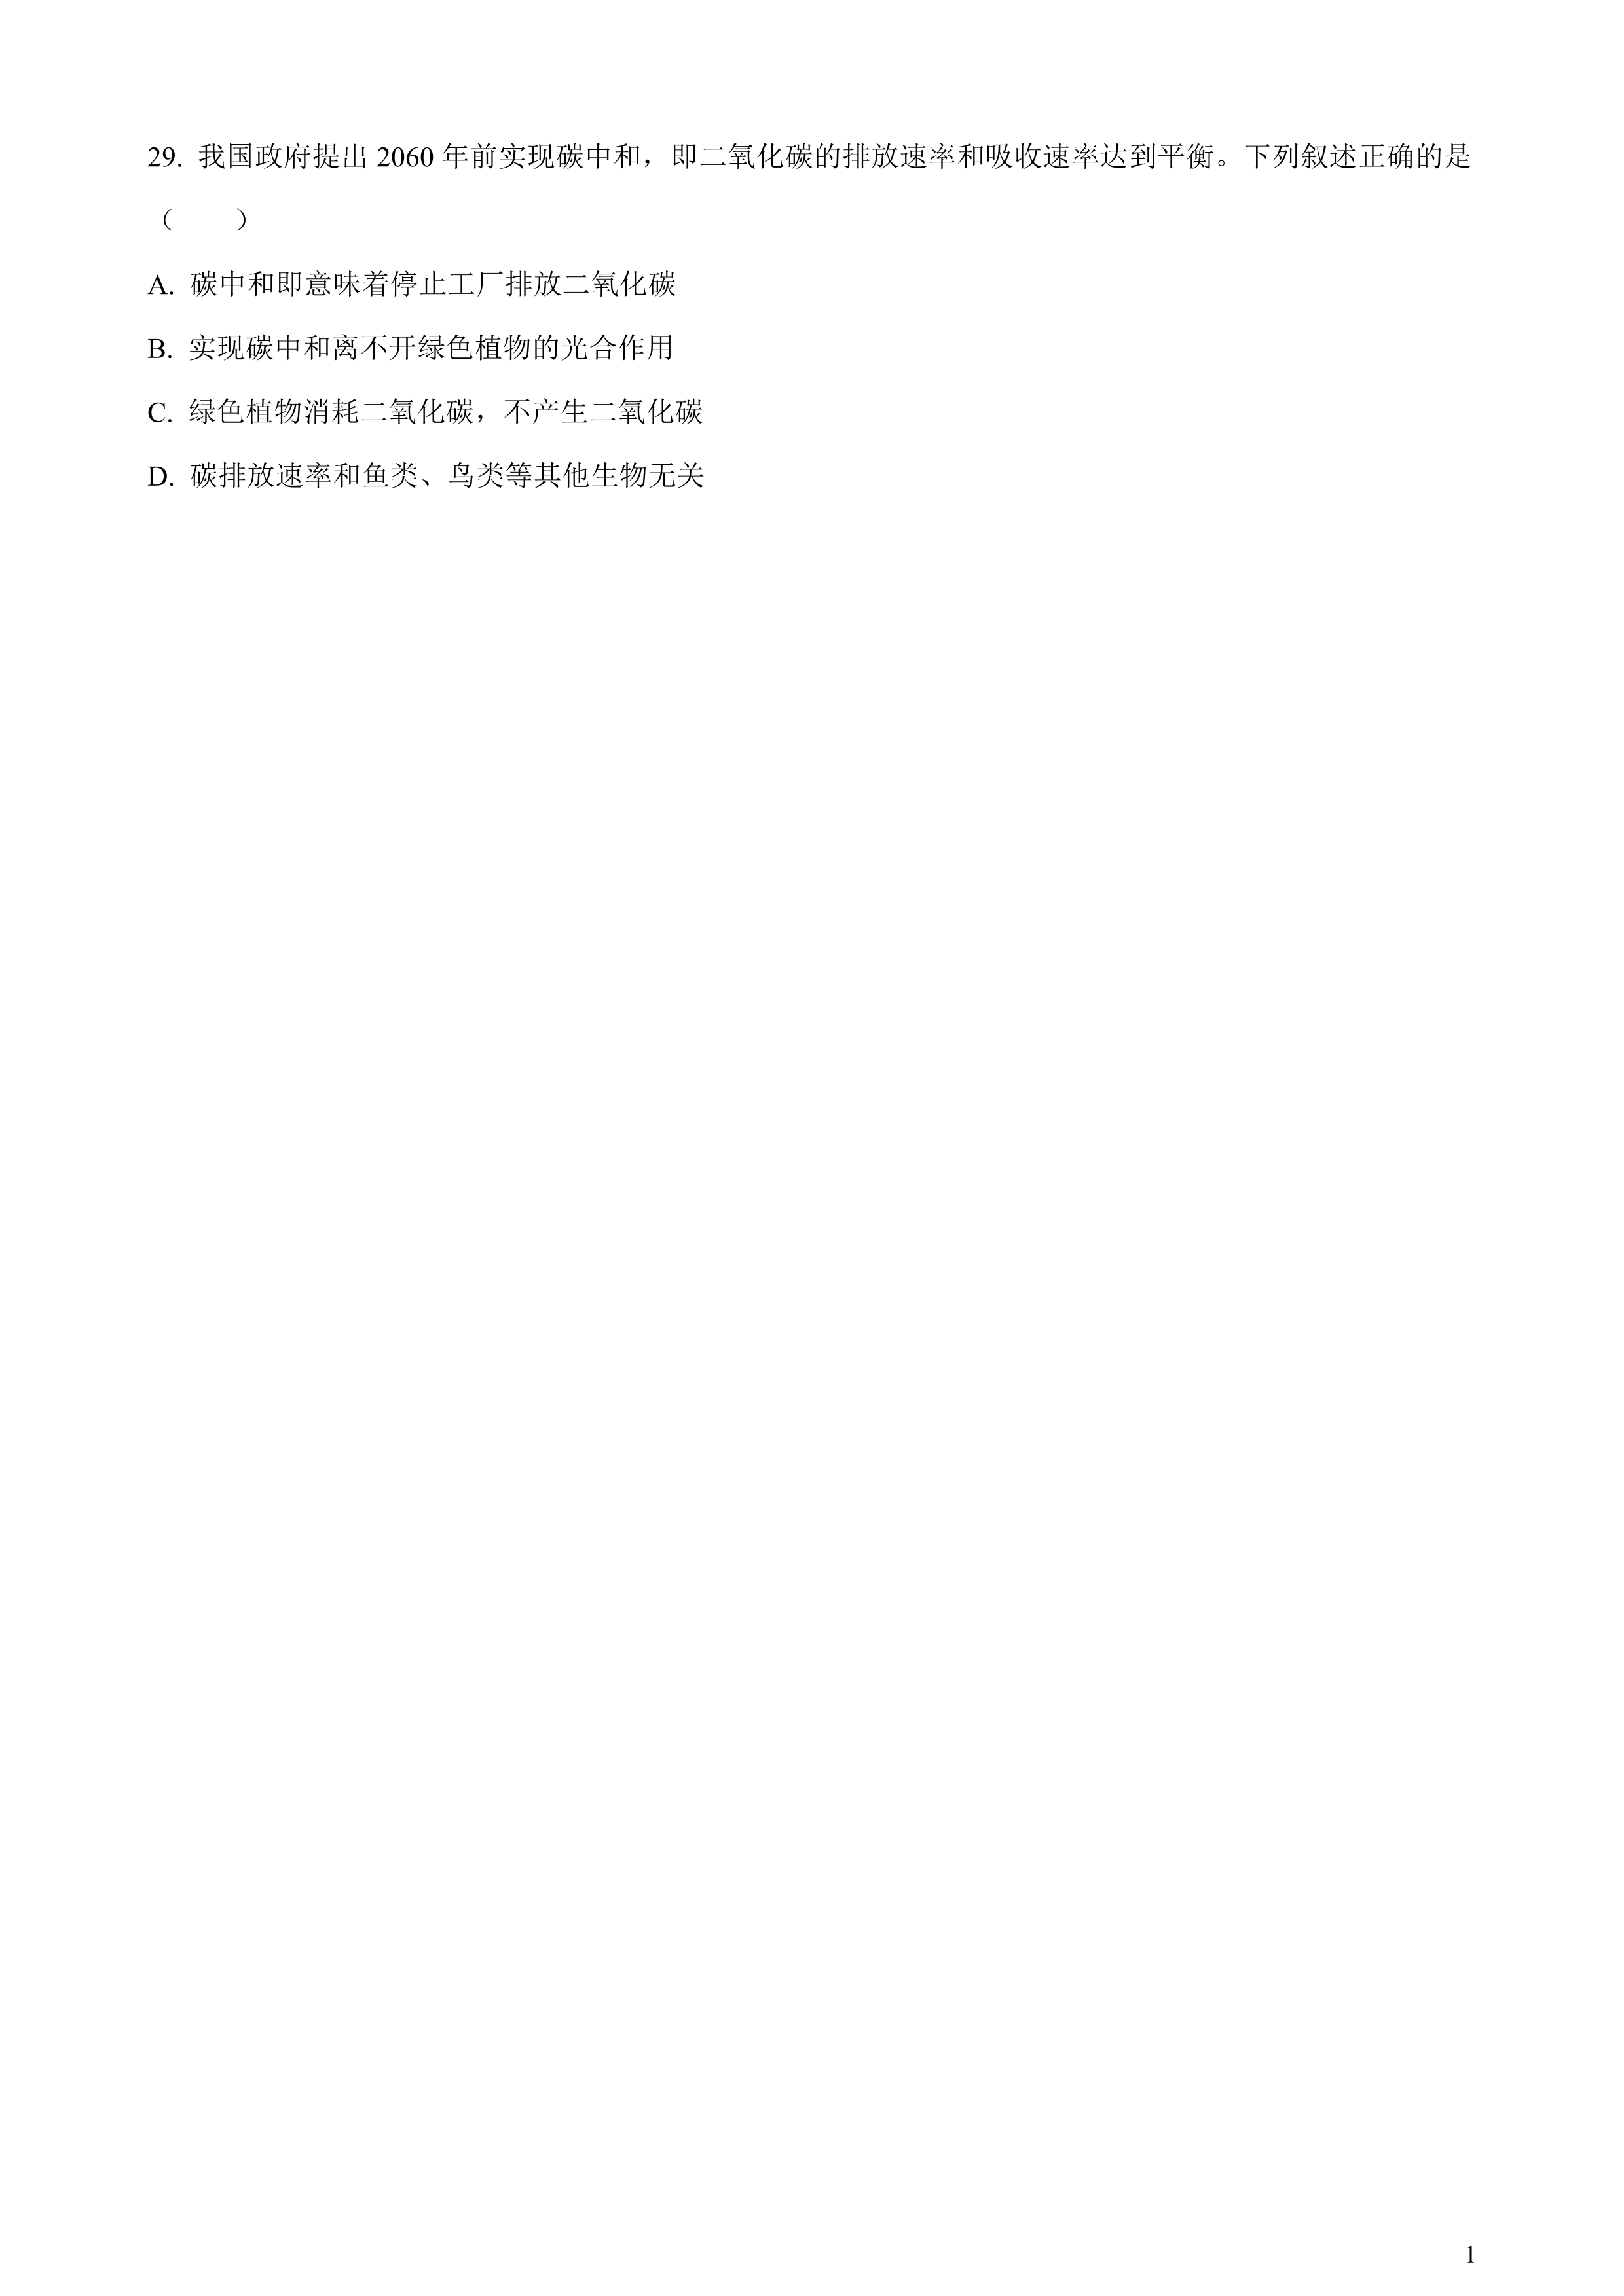 29. 我国政府提出 2060 年前实现碳中和，即二氧化碳的排放速率和吸收速率达到平衡。下列叙述正确的是
（　　）
A. 碳中和即意味着停止工厂排放二氧化碳
B. 实现碳中和离不开绿色植物的光合作用
C. 绿色植物消耗二氧化碳，不产生二氧化碳
D. 碳排放速率和鱼类、鸟类等其他生物无关
1